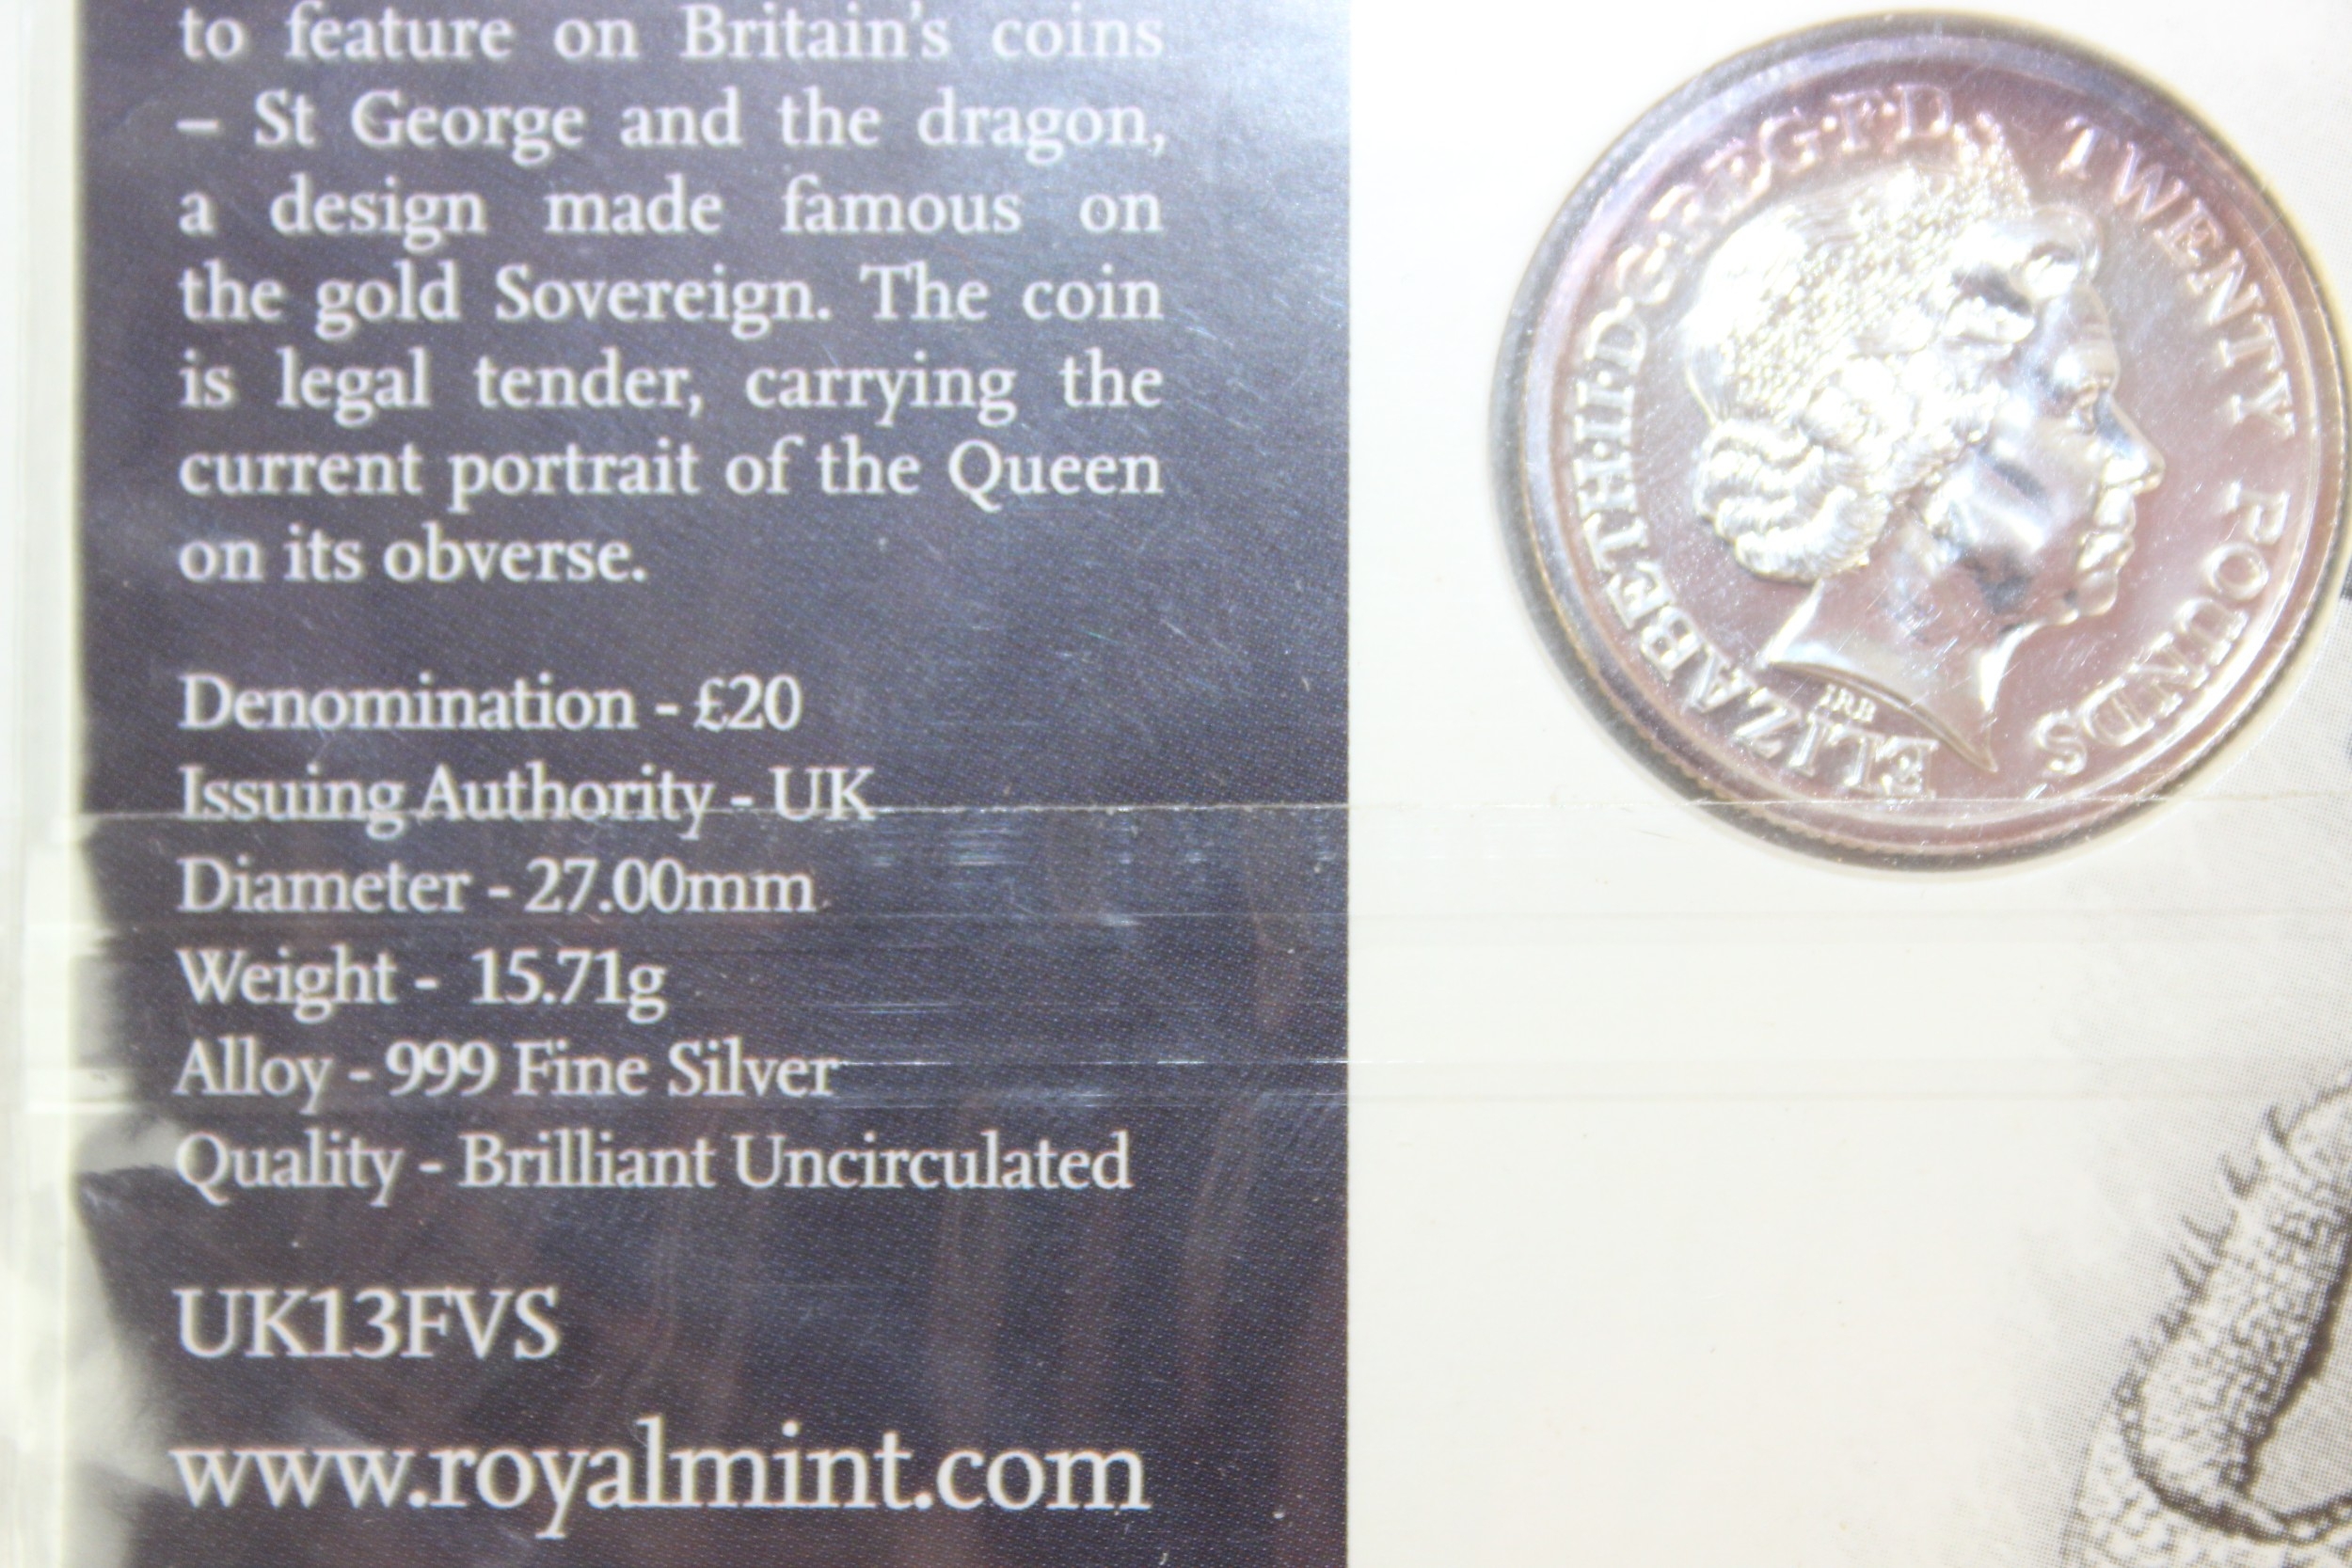 to feature on Britain's coins
– St George and the dragon,
a design made famous on
the gold Sovereign. The coin
is legal tender, carrying the
current portrait of the Queen
on its obverse.
Denomination - £20
Issuing Authority - UK
Diameter - 27.00mm
Weight - 15.71g
Alloy - 999 Fine Silver
Quality - Brilliant Uncirculated
UK13FVS
www.royalmint.com
ELIZABETH·II·D·G·REG·F·D· TWENTY POUNDS
IRB